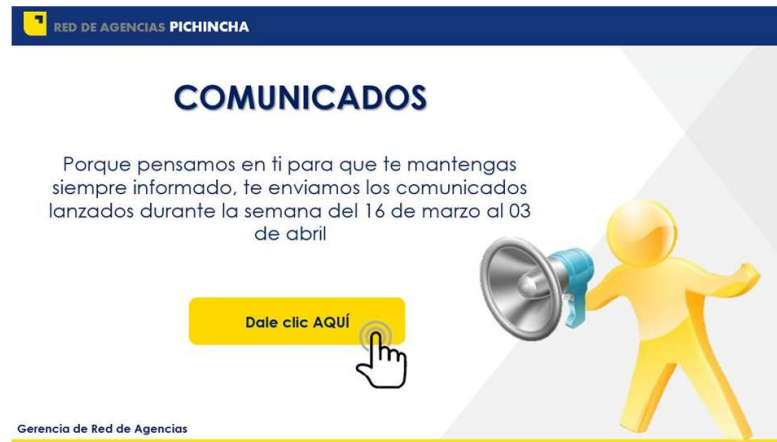 RED DE AGENCIAS PICHINCHA
COMUNICADOS
Porque pensamos en ti para que te mantengas
siempre informado, te enviamos los comunicados
lanzados durante la semana del 16 de marzo al 03
de abril
Dale clic AQUÍ
Gerencia de Red de Agencias